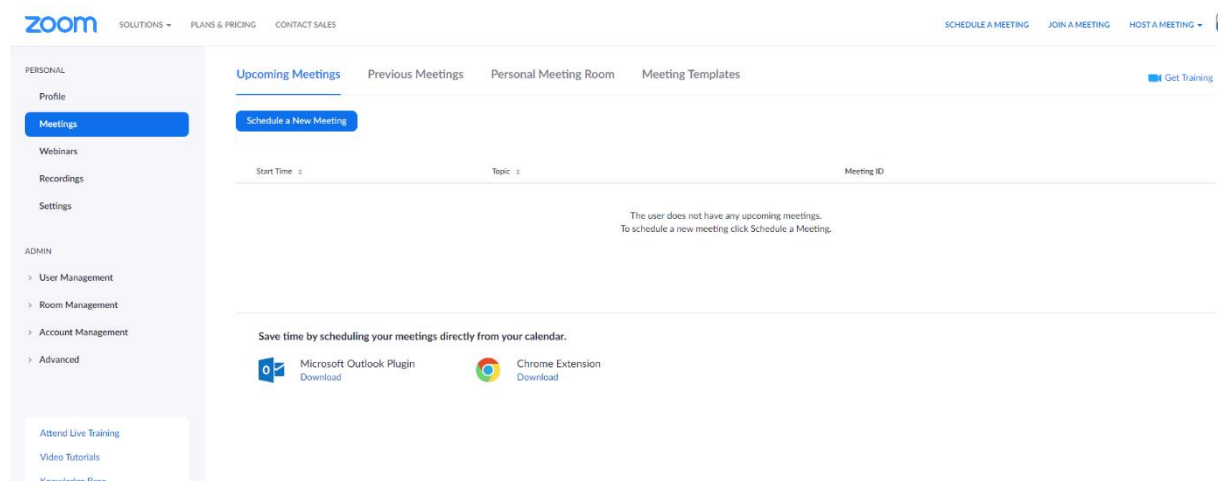 zoom SOLUTIONS PLANS & PRICING CONTACT SALES SCHEDULE A MEETING JOIN A MEETING HOST A MEETING
PERSONAL
Profile
Meetings
Webinars
Recordings
Settings
ADMIN
User Management
Room Management
Account Management
Advanced
Attend Live Training
Video Tutorials
Knowledge Base
Upcoming Meetings Previous Meetings Personal Meeting Room Meeting Templates Get Training
Schedule a New Meeting
Start Time Topic Meeting ID
The user does not have any upcoming meetings.
To schedule a new meeting click Schedule a Meeting.
Save time by scheduling your meetings directly from your calendar.
Microsoft Outlook Plugin
Download
Chrome Extension
Download